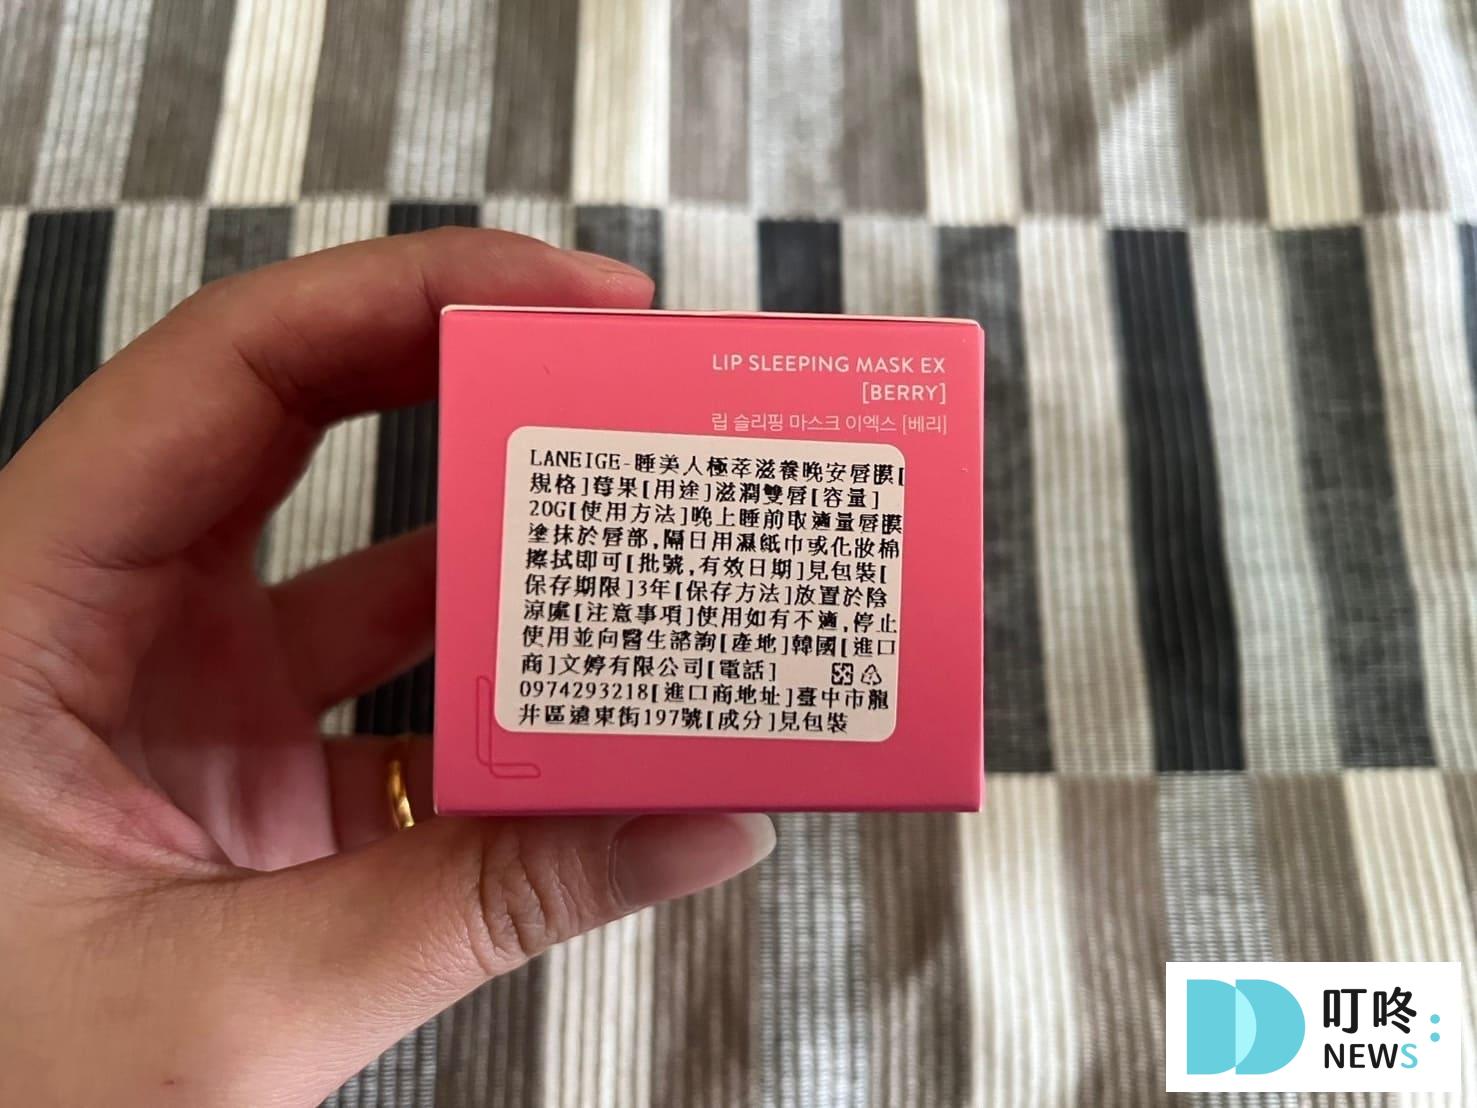 LIP SLEEPING MASK EX
[BERRY]
립 슬리핑 마스크 이엑스 [베리]
LANEIGE-睡美人極萃滋養晚安唇膜[
規格]莓果[用途]滋潤雙唇[容量]
20G[使用方法]晚上睡前取適量唇膜
塗抹於唇部,隔日用濕紙巾或化妝棉
擦拭即可[批號,有效日期]見包裝[
保存期限]3年[保存方法]放置於陰
涼處[注意事項]使用如有不適,停止
使用並向醫生諮詢[產地]韓國[進口
商]文婷有限公司[電話]
0974293218[進口商地址]臺中市龍
井區遠東街197號[成分]見包裝
叮咚
NEWS